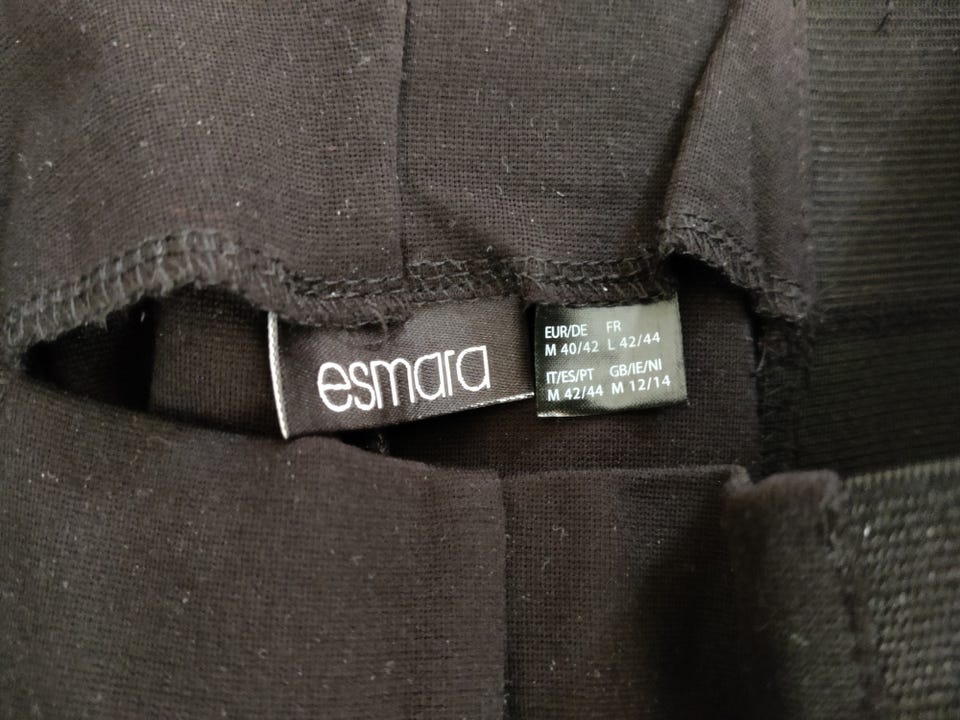 esmara
EUR/DE FR
M 40/42 L 42/44
IT/ES/PT GB/IE/NI
M 42/44 M 12/14